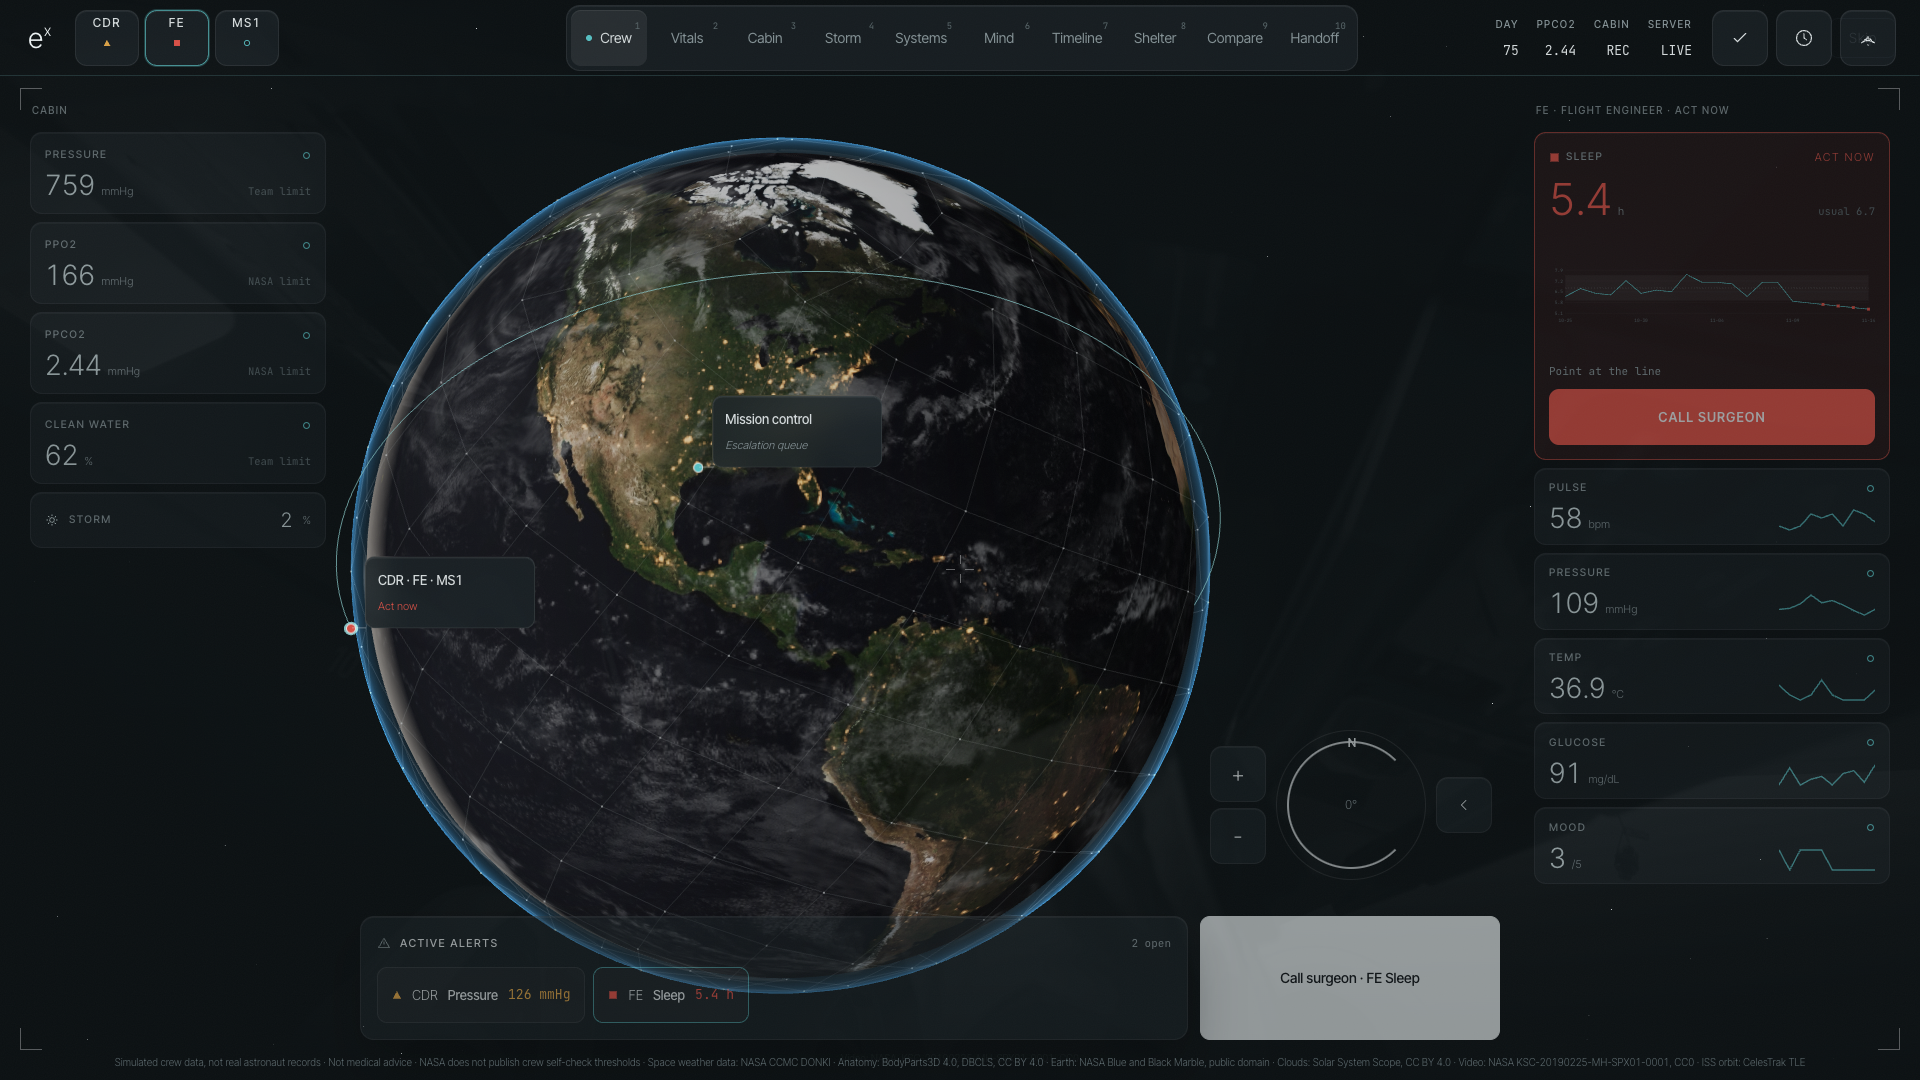 eˣ
CDR
FE
MS1
Crew 1
Vitals 2
Cabin 3
Storm 4
Systems 5
Mind 6
Timeline 7
Shelter 8
Compare 9
Handoff 10
DAY PPCO2 CABIN SERVER
75 2.44 REC LIVE
CABIN
PRESSURE
759 mmHg Team limit
PPO2
166 mmHg NASA limit
PPCO2
2.44 mmHg NASA limit
CLEAN WATER
62 % Team limit
STORM 2 %
Mission control
Escalation queue
CDR · FE · MS1
Act now
N
0°
+
-
FE · FLIGHT ENGINEER · ACT NOW
SLEEP ACT NOW
5.4 h usual 6.7
Point at the line
CALL SURGEON
PULSE
58 bpm
PRESSURE
109 mmHg
TEMP
36.9 °C
GLUCOSE
91 mg/dL
MOOD
3 /5
ACTIVE ALERTS 2 open
CDR Pressure 126 mmHg
FE Sleep 5.4 h
Call surgeon · FE Sleep
Simulated crew data, not real astronaut records · Not medical advice · NASA does not publish crew self-check thresholds · Space weather data: NASA CCMC DONKI · Anatomy: BodyParts3D 4.0, DBCLS, CC BY 4.0 · Earth: NASA Blue and Black Marble, public domain · Clouds: Solar System Scope, CC BY 4.0 · Video: NASA KSC-20190225-MH-SPX01-0001, CC0 · ISS orbit: CelesTrak TLE